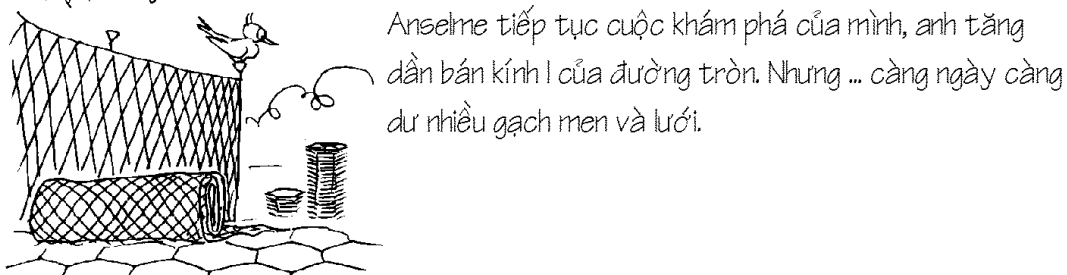 Anselme tiếp tục cuộc khám phá của mình, anh tăng
dần bán kính l của đường tròn. Nhưng ... càng ngày càng
dư nhiều gạch men và lưới.